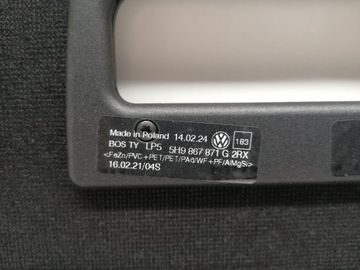 Made in Poland 14.02.24 183
BOS TY LP5 5H9 867 871 G 2RX
<FeZn/PVC+PET/PET/PA6/WF+PF/AlMgSi>
16.02.21/04S